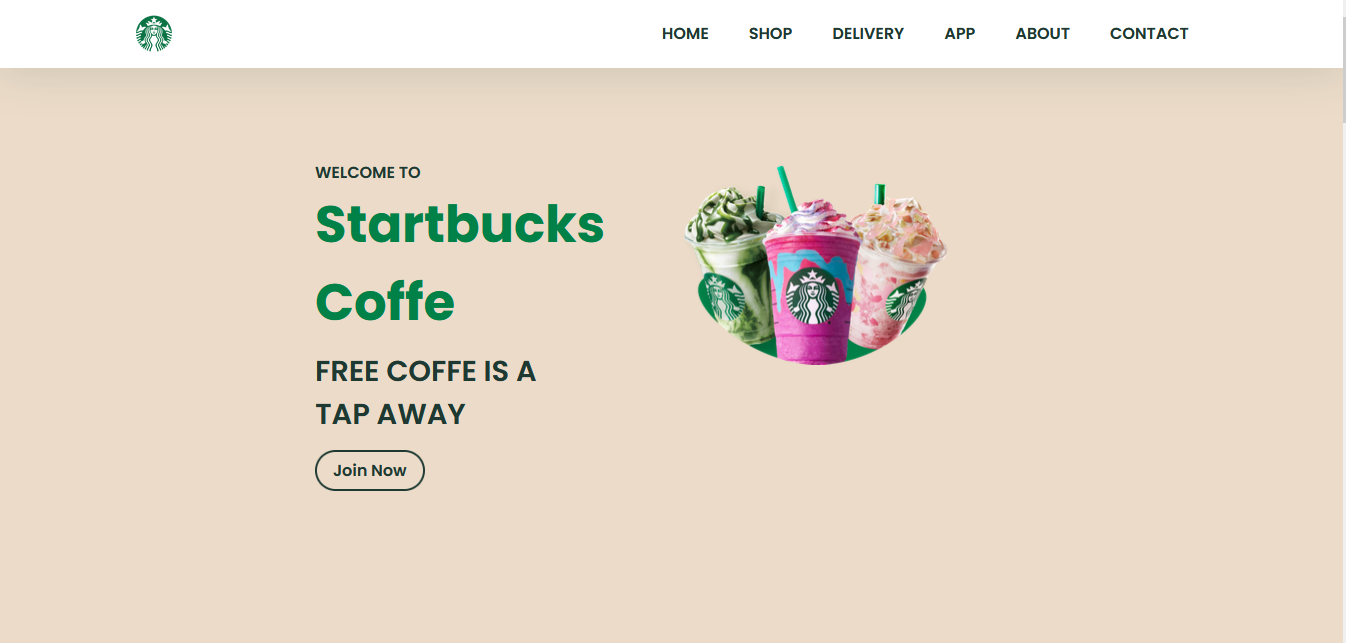 HOME SHOP DELIVERY APP ABOUT CONTACT
WELCOME TO
Startbucks
Coffe
FREE COFFE IS A
TAP AWAY
Join Now